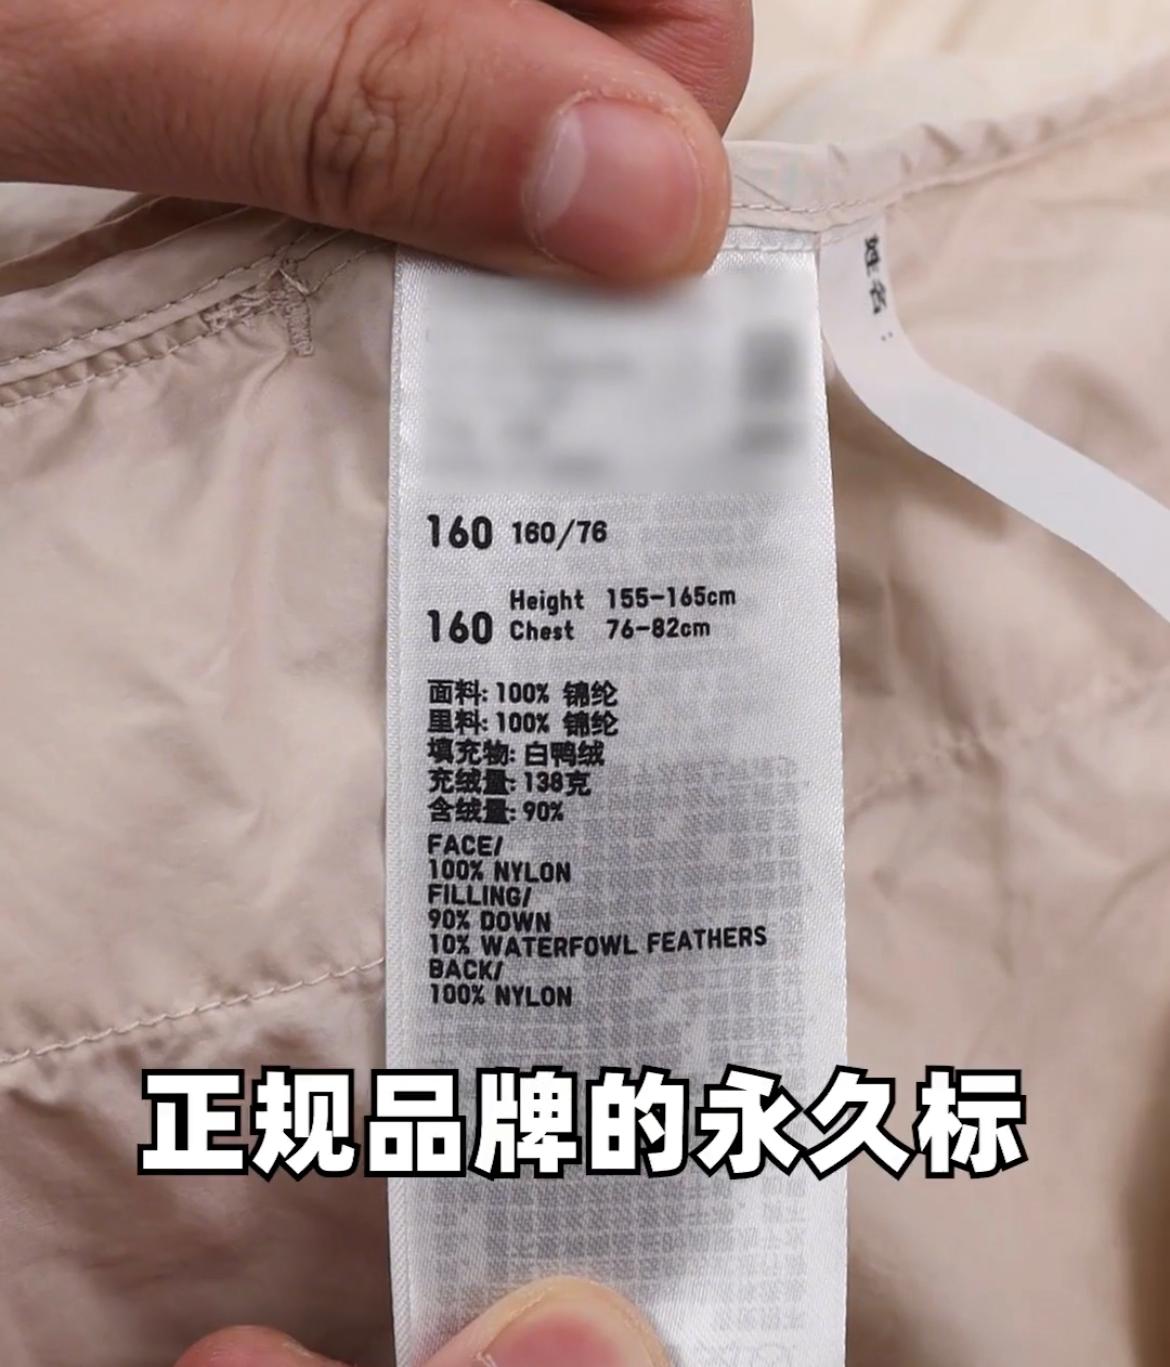 姓名：
160 160/76
160 Height 155-165cm
Chest 76-82cm
面料: 100% 锦纶
里料: 100% 锦纶
填充物: 白鸭绒
充绒量: 138克
含绒量: 90%
FACE/
100% NYLON
FILLING/
90% DOWN
10% WATERFOWL FEATHERS
BACK/
100% NYLON
正规品牌的永久标